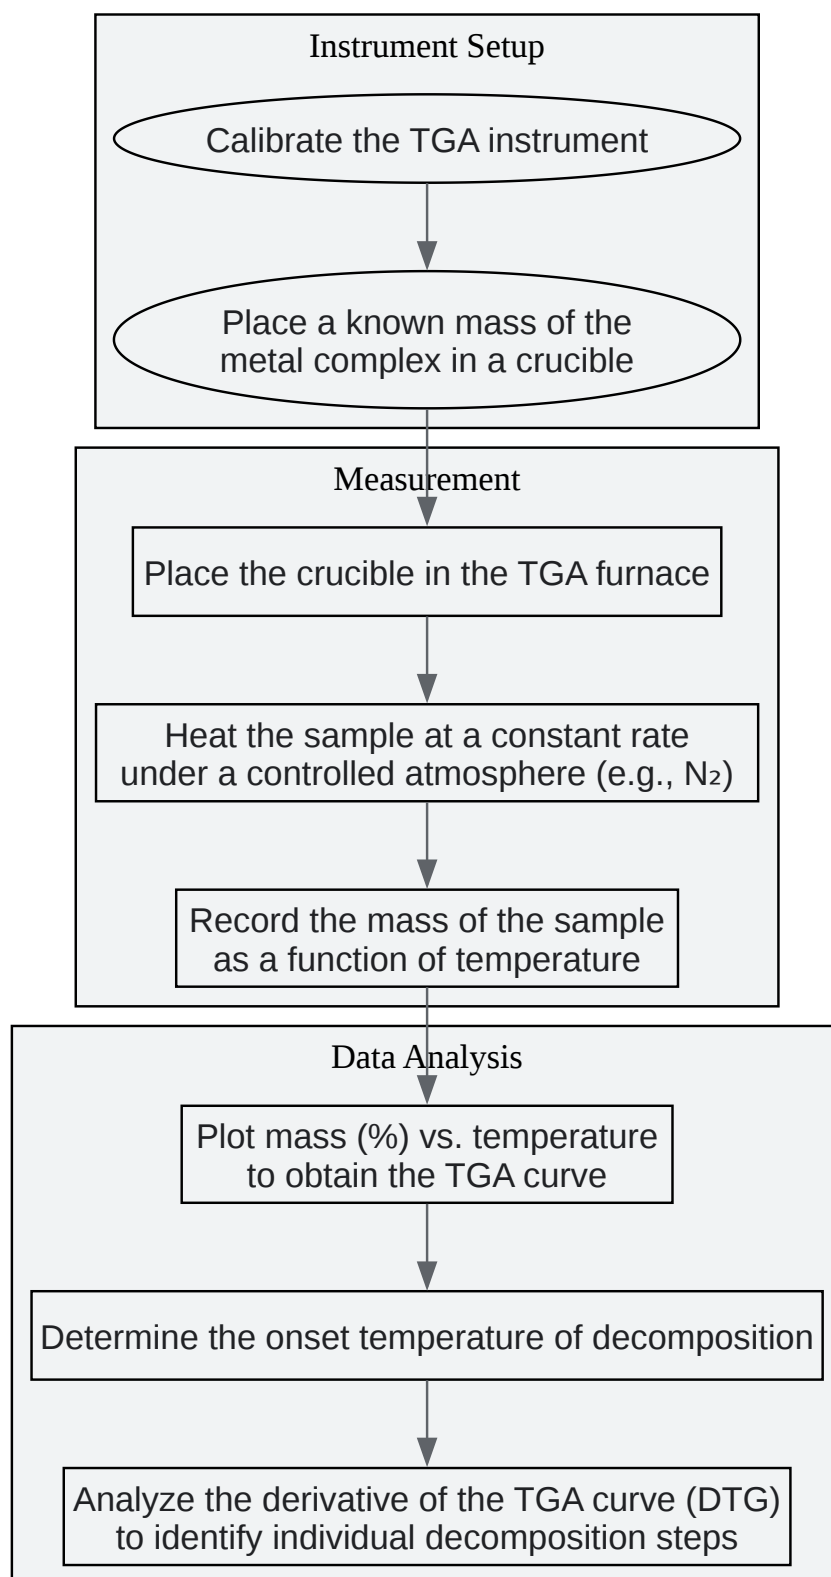 Instrument Setup
Calibrate the TGA instrument
Place a known mass of the
metal complex in a crucible
Measurement
Place the crucible in the TGA furnace
Heat the sample at a constant rate
under a controlled atmosphere (e.g., N₂)
Record the mass of the sample
as a function of temperature
Data Analysis
Plot mass (%) vs. temperature
to obtain the TGA curve
Determine the onset temperature of decomposition
Analyze the derivative of the TGA curve (DTG)
to identify individual decomposition steps